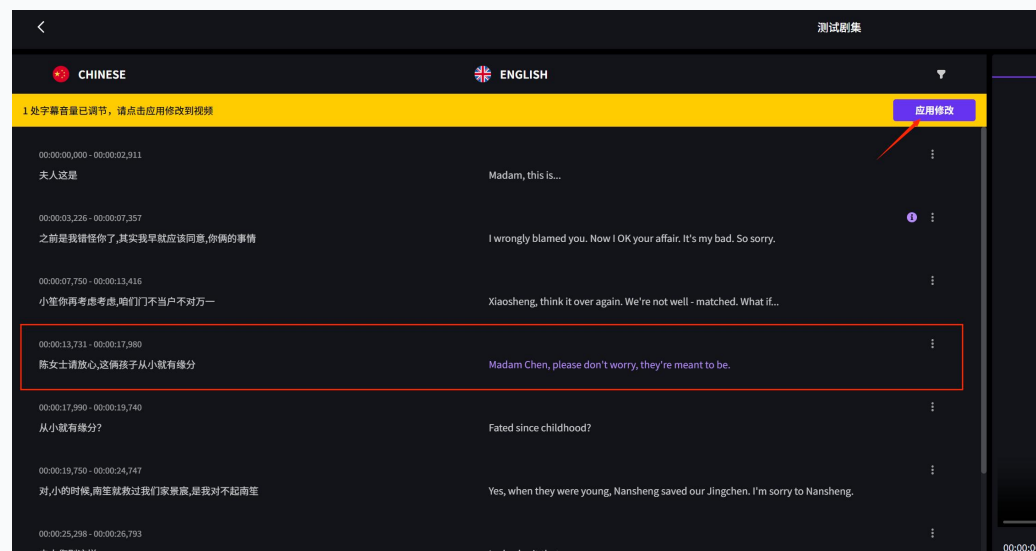 测试剧集
CHINESE
ENGLISH
1 处字幕音量已调节，请点击应用修改到视频
应用修改
00:00:00,000 - 00:00:02,911
夫人这是
Madam, this is...
00:00:03,226 - 00:00:07,357
之前是我错怪你了,其实我早就应该同意,你俩的事情
I wrongly blamed you. Now I OK your affair. It's my bad. So sorry.
00:00:07,750 - 00:00:13,416
小笙你再考虑考虑,咱们门不当户不对万一
Xiaosheng, think it over again. We're not well - matched. What if...
00:00:13,731 - 00:00:17,980
陈女士请放心,这俩孩子从小就有缘分
Madam Chen, please don't worry, they're meant to be.
00:00:17,990 - 00:00:19,740
从小就有缘分?
Fated since childhood?
00:00:19,750 - 00:00:24,747
对,小的时候,南笙就救过我们家景宸,是我对不起南笙
Yes, when they were young, Nansheng saved our Jingchen. I'm sorry to Nansheng.
00:00:25,298 - 00:00:26,793